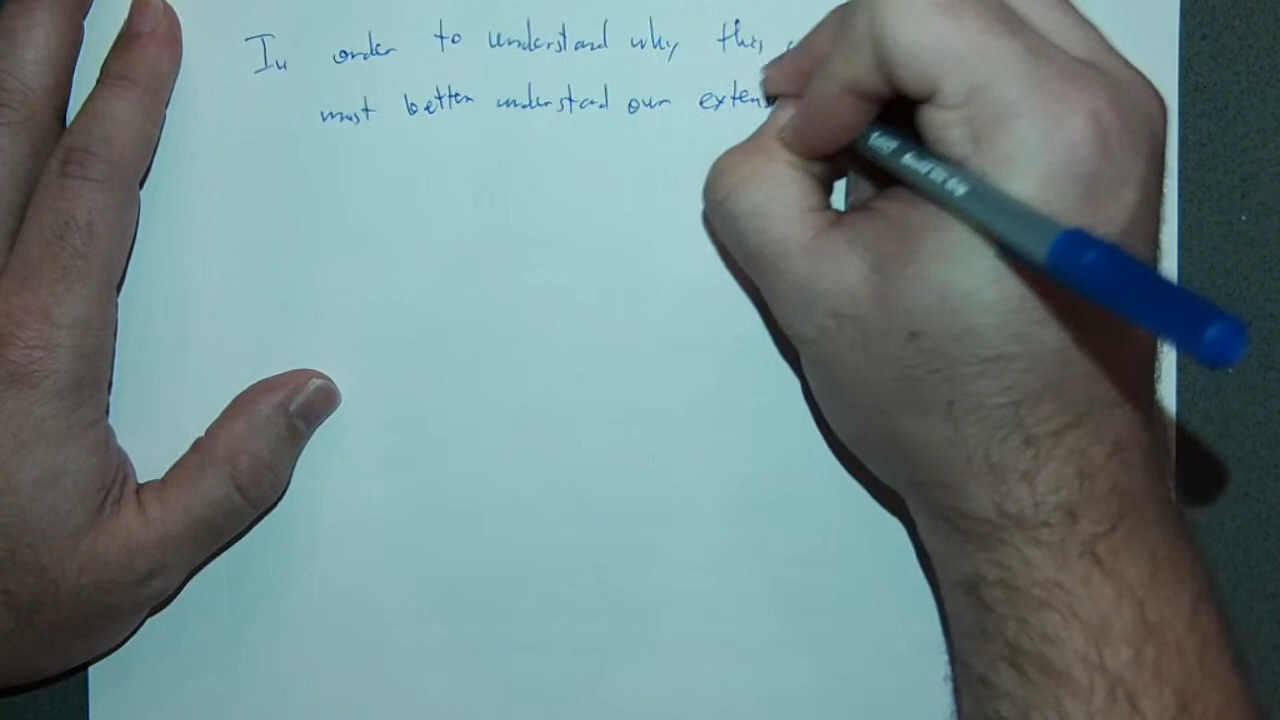 In order to understand why this
must better understand our exten